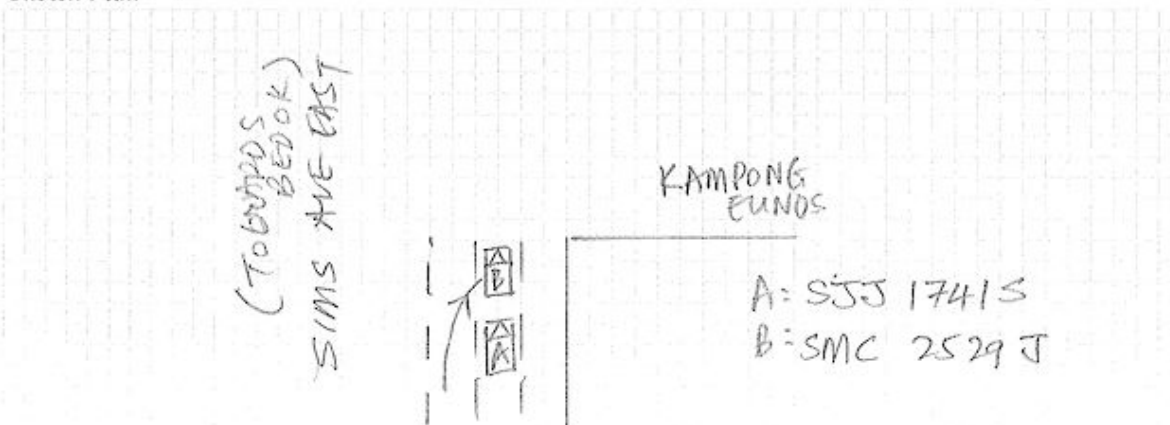 (TOWARDS
BEDOK)
SIMS AVE EAST
KAMPONG
EUNOS
B
A
A: SJJ 1741S
B: SMC 2529J